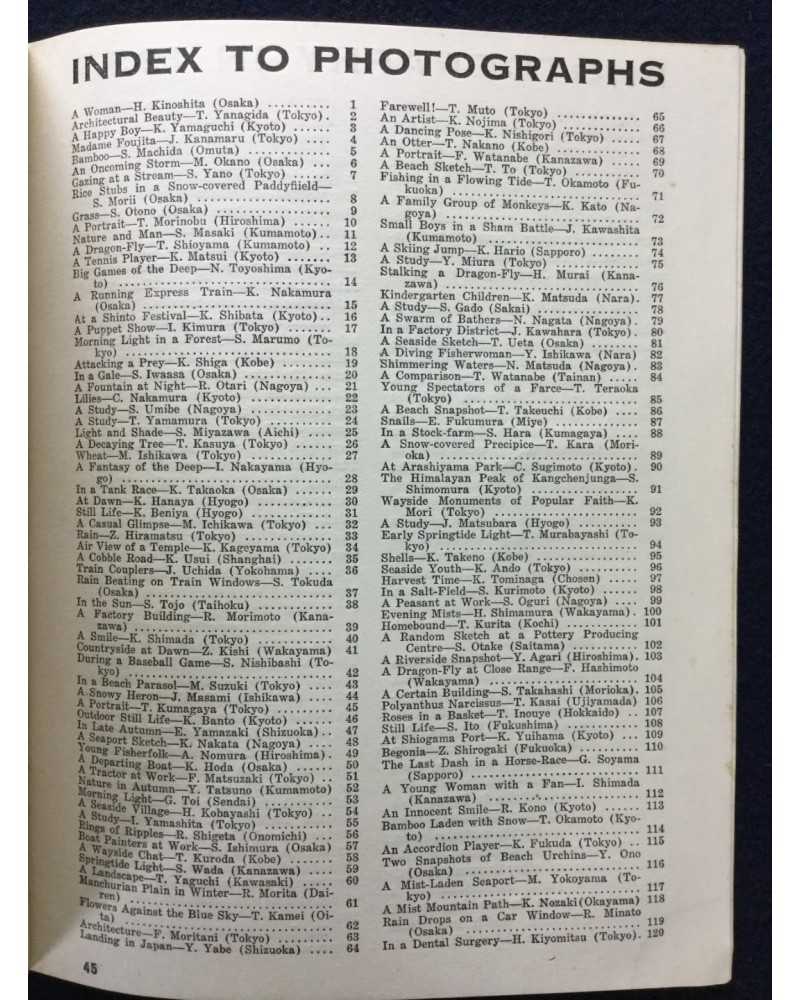 INDEX TO PHOTOGRAPHS
A Woman—H. Kinoshita (Osaka) .......... 1
Architectural Beauty—T. Yanagida (Tokyo). 2
A Happy Boy—K. Yamaguchi (Kyoto) ...... 3
Madame Foujita—J. Kanamaru (Tokyo) .... 4
Bamboo—S. Machida (Omuta) ............. 5
An Oncoming Storm—M. Okano (Osaka) ... 6
Gazing at a Stream—S. Yano (Tokyo) ...... 7
Rice Stubs in a Snow-covered Paddyfiield—
S. Morii (Osaka) ..................... 8
Grass—S. Otono (Osaka) ................ 9
A Portrait—T. Morinobu (Hiroshima) ...... 10
Nature and Man—S. Masaki (Kumamoto).. 11
A Dragon-Fly—T. Shioyama (Kumamoto) .. 12
A Tennis Player—K. Matsui (Kyoto) ....... 13
Big Games of the Deep—N. Toyoshima (Kyo-
to) .................................. 14
A Running Express Train—K. Nakamura
(Osaka) ............................. 15
At a Shinto Festival—K. Shibata (Kyoto).. 16
A Puppet Show—I. Kimura (Tokyo) ....... 17
Morning Light in a Forest—S. Marumo (To-
kyo) ................................. 18
Attacking a Prey—K. Shiga (Kobe) ........ 19
In a Gale—S. Iwassa (Osaka) ............. 20
A Fountain at Night—R. Otari (Nagoya) ... 21
Lilies—C. Nakamura (Kyoto) .............. 22
A Study—S. Umibe (Nagoya) .............. 23
A Study—T. Yamamura (Tokyo) ........... 24
Light and Shade—S. Miyazawa (Aichi) .... 25
A Decaying Tree—T. Kasuya (Tokyo) ...... 26
Wheat—M. Ishikawa (Tokyo) .............. 27
A Fantasy of the Deep—I. Nakayama (Hyo-
go) .................................. 28
In a Tank Race—K. Takaoka (Osaka) ...... 29
At Dawn—K. Hanaya (Hyogo) ............. 30
Still Life—K. Beniya (Hyogo) ............. 31
A Casual Glimpse—M. Ichikawa (Tokyo) ... 32
Rain—Z. Hiramatsu (Tokyo) .............. 33
Air View of a Temple—K. Kageyama (Tokyo) 34
A Cobble Road—K. Usui (Shanghai) ....... 35
Train Couplers—J. Uchida (Yokohama) .... 36
Rain Beating on Train Windows—S. Tokuda
(Osaka) ............................. 37
In the Sun—S. Tojo (Taihoku) ............ 38
A Factory Building—R. Morimoto (Kana-
zawa) ............................... 39
A Smile—K. Shimada (Tokyo) ............. 40
Countryside at Dawn—Z. Kishi (Wakayama) 41
During a Baseball Game—S. Nishibashi (To-
kyo) ................................. 42
In a Beach Parasol—M. Suzuki (Tokyo) .... 43
A Snowy Heron—J. Masami (Ishikawa) .... 44
A Portrait—T. Kumagaya (Tokyo) ......... 45
Outdoor Still Life—K. Banto (Kyoto) ...... 46
In Late Autumn—E. Yamazaki (Shizuoka).. 47
A Seaport Sketch—K. Nakata (Nagoya) .... 48
Young Fisherfolk—A. Nomura (Hiroshima). 49
A Departing Boat—K. Hoda (Osaka) ...... 50
A Tractor at Work—F. Matsuzaki (Tokyo) .. 51
Nature in Autumn—Y. Tatsuno (Kumamoto) 52
Morning Light—G. Toi (Sendai) ........... 53
A Seaside Village—H. Kobayashi (Tokyo) .. 54
A Study—I. Yamashita (Tokyo) ........... 55
Rings of Ripples—R. Shigeta (Onomichi) .. 56
Boat Painters at Work—S. Ishimura (Osaka) 57
A Wayside Chat—T. Kuroda (Kobe) ....... 58
Springtide Light—S. Wada (Kanazawa) .... 59
A Landscape—T. Yaguchi (Kawasaki) ..... 60
Manchurian Plain in Winter—R. Morita (Dai-
ren) ................................. 61
Flowers Against the Blue Sky—T. Kamei (Oi-
ta) .................................. 62
Architecture—F. Moritani (Tokyo) ........ 63
Landing in Japan—Y. Yabe (Shizuoka) .... 64
45
Farewell!—T. Muto (Tokyo) .............. 65
An Artist—K. Nojima (Tokyo) ............ 66
A Dancing Pose—K. Nishigori (Tokyo) ..... 67
An Otter—T. Nakano (Kobe) ............. 68
A Portrait—F. Watanabe (Kanazawa) ..... 69
A Beach Sketch—T. To (Tokyo) ........... 70
Fishing in a Flowing Tide—T. Okamoto (Fu-
kuoka) .............................. 71
A Family Group of Monkeys—K. Kato (Na-
goya) ............................... 72
Small Boys in a Sham Battle—J. Kawashita
(Kumamoto) ......................... 73
A Skiing Jump—K. Hario (Sapporo) ....... 74
A Study—Y. Miura (Tokyo) ............... 75
Stalking a Dragon-Fly—H. Murai (Kana-
zawa) ............................... 76
Kindergarten Children—K. Matsuda (Nara). 77
A Study—S. Gado (Sakai) ................ 78
A Swarm of Bathers—N. Nagata (Nagoya). 79
In a Factory District—J. Kawahara (Tokyo). 80
A Seaside Sketch—T. Ueta (Osaka) ....... 81
A Diving Fisherwoman—Y. Ishikawa (Nara) 82
Shimmering Waters—N. Matsuda (Nagoya). 83
A Comparison—T. Watanabe (Tainan) ..... 84
Young Spectators of a Farce—T. Teraoka
(Tokyo) ............................. 85
A Beach Snapshot—T. Takeuchi (Kobe) .... 86
Snails—E. Fukumura (Miye) .............. 87
In a Stock-farm—S. Hara (Kumagaya) .... 88
A Snow-covered Precipice—T. Kara (Mori-
oka) ................................. 89
At Arashiyama Park—C. Sugimoto (Kyoto). 90
The Himalayan Peak of Kangchenjunga—S.
Shimomura (Kyoto) .................. 91
Wayside Monuments of Popular Faith—K.
Mori (Tokyo) ........................ 92
A Study—J. Matsubara (Hyogo) .......... 93
Early Springtide Light—T. Murabayashi (To-
kyo) ................................. 94
Shells—K. Takeno (Kobe) ................ 95
Seaside Youth—K. Ando (Tokyo) ......... 96
Harvest Time—K. Tominaga (Chosen) ..... 97
In a Salt-Field—S. Kurimoto (Kyoto) ...... 98
A Peasant at Work—S. Oguri (Nagoya) .... 99
Evening Mists—H. Shimamura (Wakayama). 100
Homebound—T. Kurita (Kochi) ........... 101
A Random Sketch at a Pottery Producing
Centre—S. Otake (Saitama) ........... 102
A Riverside Snapshot—Y. Agari (Hiroshima). 103
A Dragon-Fly at Close Range—F. Hashimoto
(Wakayama) ......................... 104
A Certain Building—S. Takahashi (Morioka). 105
Polyanthus Narcissus—T. Kasai (Ujiyamada) 106
Roses in a Basket—T. Inouye (Hokkaido) .. 107
Still Life—S. Ito (Fukushima) ............ 108
At Shiogama Port—K. Yuihama (Kyoto) ... 109
Begonia—Z. Shirogaki (Fukuoka) ......... 110
The Last Dash in a Horse-Race—G. Soyama
(Sapporo) ........................... 111
A Young Woman with a Fan—I. Shimada
(Kanazawa) .......................... 112
An Innocent Smile—R. Kono (Kyoto) ...... 113
Bamboo Laden with Snow—T. Okamoto (Kyo-
to) .................................. 114
An Accordion Player—K. Fukuda (Tokyo) .. 115
Two Snapshots of Beach Urchins—Y. Ono
(Osaka) ............................. 116
A Mist-Laden Seaport—M. Yokoyama (To-
kyo) ................................. 117
A Mist Mountain Path—K. Nozaki(Okayama) 118
Rain Drops on a Car Window—R. Minato
(Osaka) ............................. 119
In a Dental Surgery—H. Kiyomitsu (Tokyo). 120